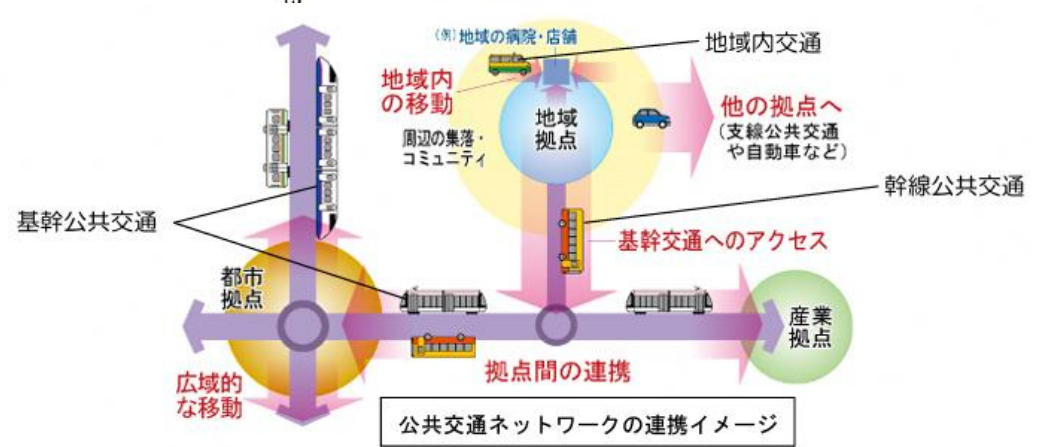 （例）地域の病院・店舗
地域内交通
地域内
の移動
地域
拠点
他の拠点へ
（支線公共交通
や自動車など）
周辺の集落・
コミュニティ
幹線公共交通
基幹公共交通
基幹交通へのアクセス
都市
拠点
産業
拠点
拠点間の連携
広域的
な移動
公共交通ネットワークの連携イメージ